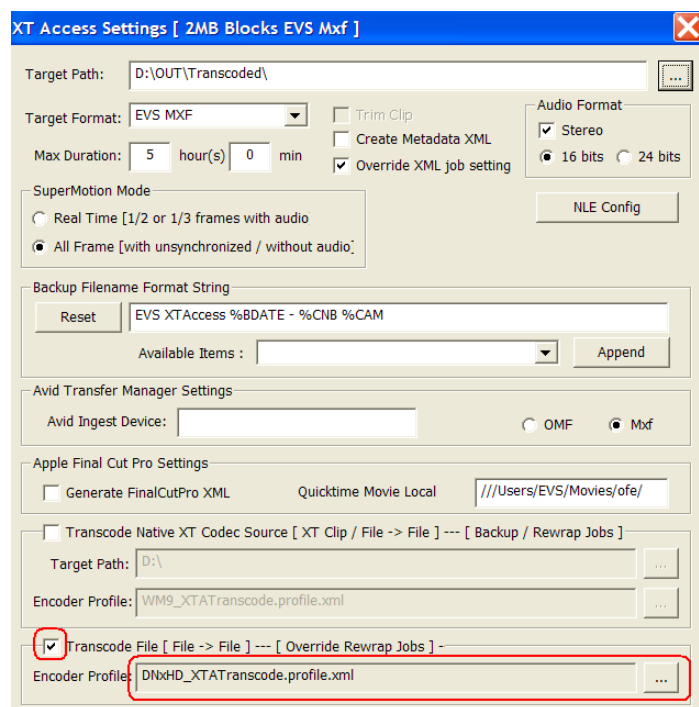 XT Access Settings [ 2MB Blocks EVS Mxf ]
Target Path: D:\OUT\Transcoded\ ...
Target Format: EVS MXF
Trim Clip
Create Metadata XML
Max Duration: 5 hour(s) 0 min
Override XML job setting
Audio Format
Stereo
16 bits 24 bits
SuperMotion Mode
Real Time [1/2 or 1/3 frames with audio
All Frame [with unsynchronized / without audio]
NLE Config
Backup Filename Format String
Reset EVS XTAccess %BDATE - %CNB %CAM
Available Items : Append
Avid Transfer Manager Settings
Avid Ingest Device: OMF Mxf
Apple Final Cut Pro Settings
Generate FinalCutPro XML Quicktime Movie Local ///Users/EVS/Movies/ofe/
Transcode Native XT Codec Source [ XT Clip / File -> File ] --- [ Backup / Rewrap Jobs ]
Target Path: D:\ ...
Encoder Profile: WM9_XTATranscode.profile.xml ...
Transcode File [ File -> File ] --- [ Override Rewrap Jobs ] -
Encoder Profile: DNxHD_XTATranscode.profile.xml ...